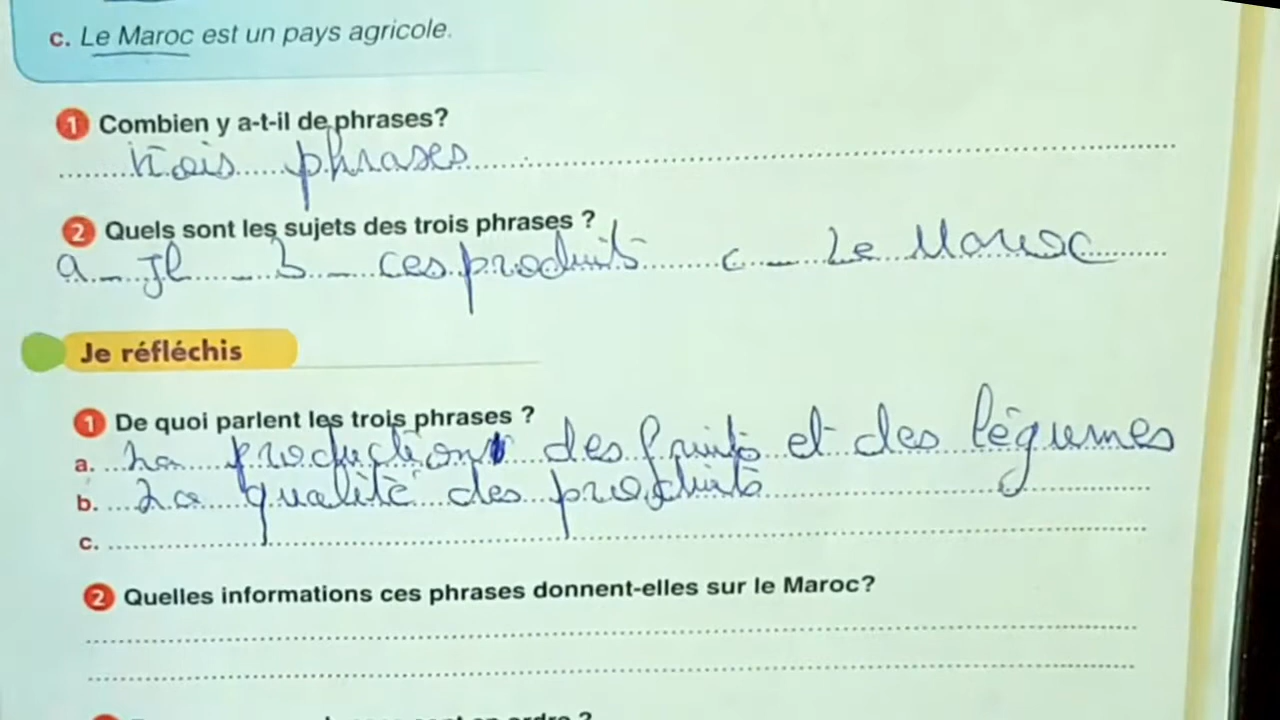 c. Le Maroc est un pays agricole.
1 Combien y a-t-il de phrases?
trois phrases
2 Quels sont les sujets des trois phrases ?
a _ Il _ b _ ces produits c _ Le Maroc
Je réfléchis
1 De quoi parlent les trois phrases ?
a. La production des fruits et des légumes
b. La qualité des produits
c.
2 Quelles informations ces phrases donnent-elles sur le Maroc?